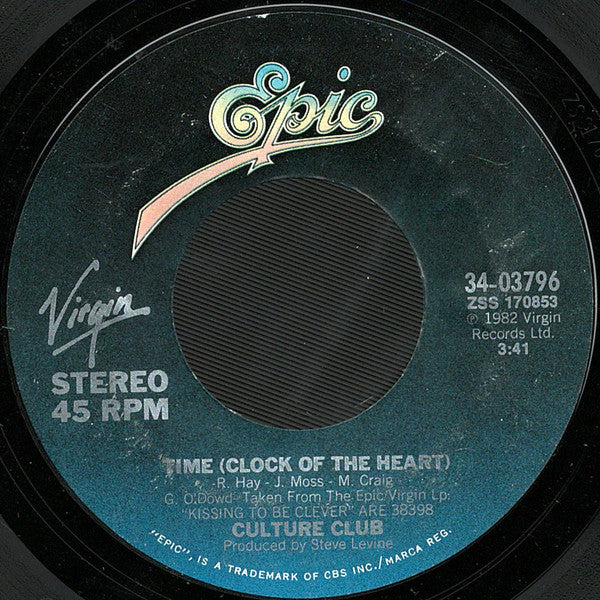 Epic
Virgin
STEREO
45 RPM
34-03796
ZSS 170853
℗ 1982 Virgin
Records Ltd.
3:41
TIME (CLOCK OF THE HEART)
R. Hay - J. Moss - M. Craig
G. O'Dowd- Taken From The Epic/Virgin Lp:
"KISSING TO BE CLEVER" ARE 38398
CULTURE CLUB
Produced by Steve Levine
"EPIC", IS A TRADEMARK OF CBS INC./MARCA REG.